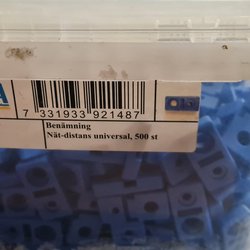 A
7 331933 921487
Benämning
Nät-distans universal, 500 st